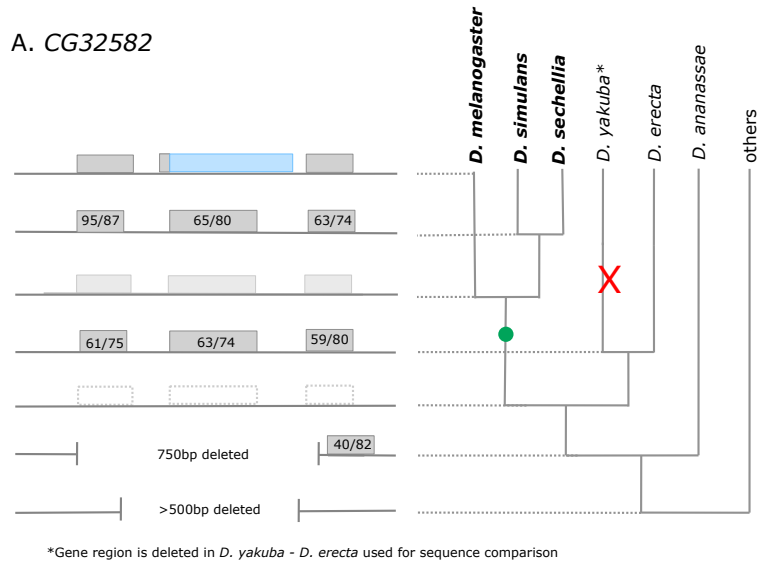 A. CG32582
D. melanogaster
D. simulans
D. sechellia
D. yakuba*
D. erecta
D. ananassae
others
95/87 65/80 63/74
X
61/75 63/74 59/80
40/82
750bp deleted
>500bp deleted
*Gene region is deleted in D. yakuba - D. erecta used for sequence comparison